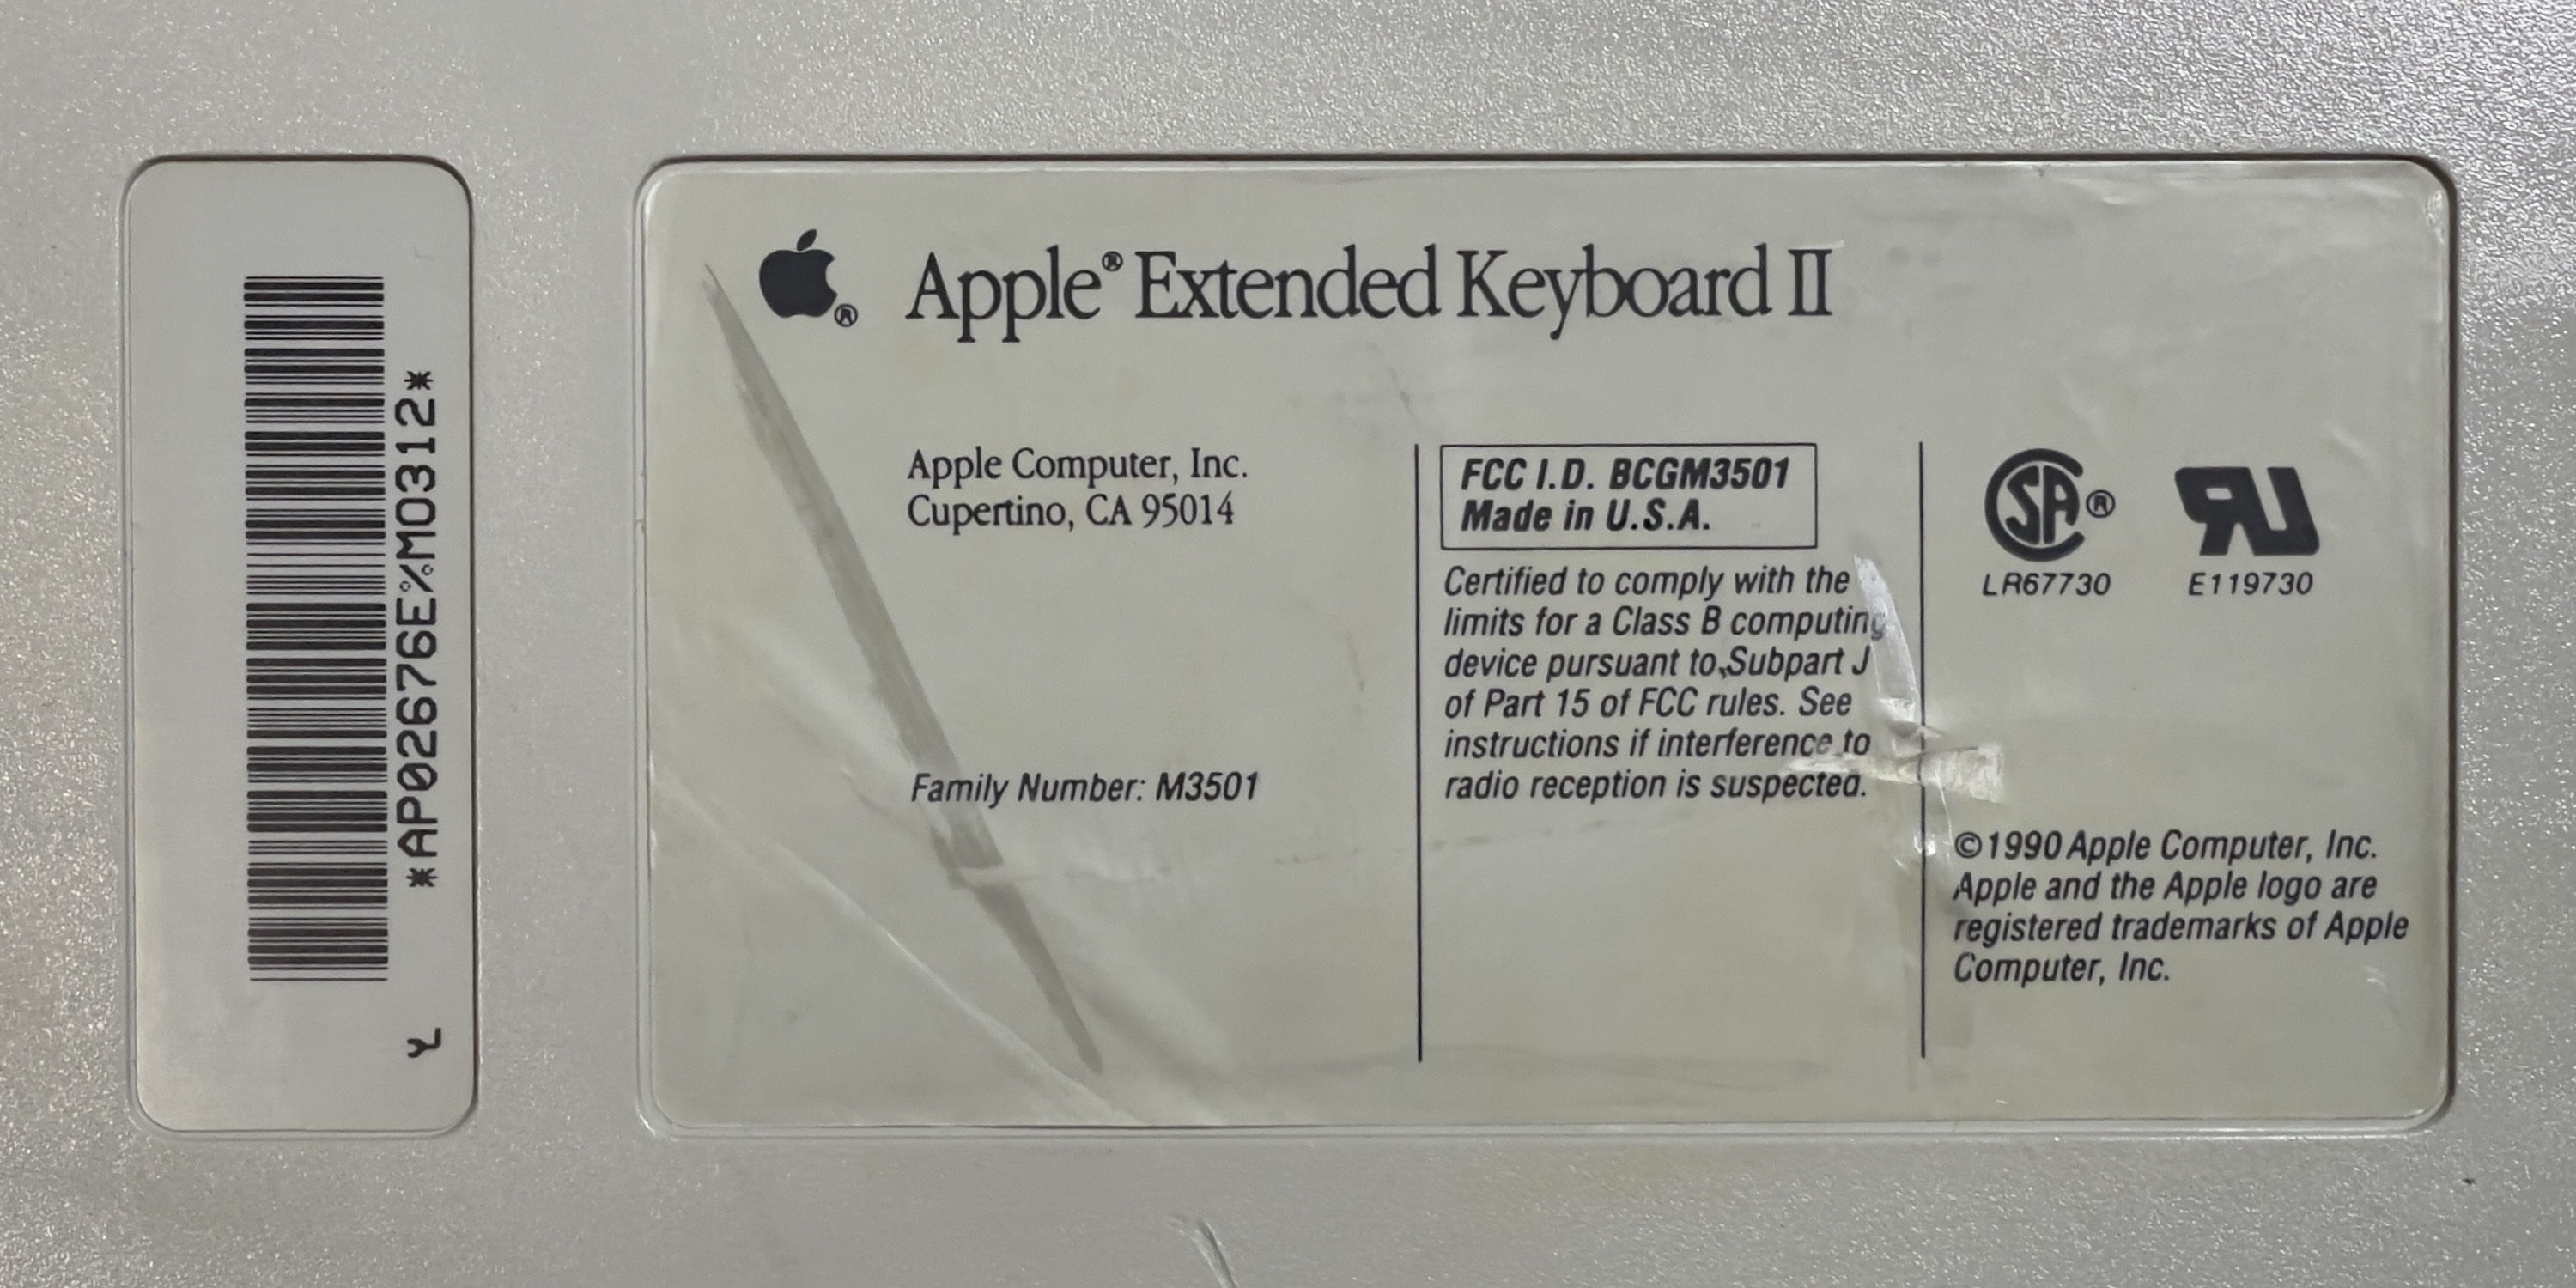 *AP02676E%M0312*
Y
Apple® Extended Keyboard II
Apple Computer, Inc.
Cupertino, CA 95014
Family Number: M3501
FCC I.D. BCGM3501
Made in U.S.A.
Certified to comply with the
limits for a Class B computing
device pursuant to Subpart J
of Part 15 of FCC rules. See
instructions if interference to
radio reception is suspected.
SA®
LR67730
E119730
©1990 Apple Computer, Inc.
Apple and the Apple logo are
registered trademarks of Apple
Computer, Inc.